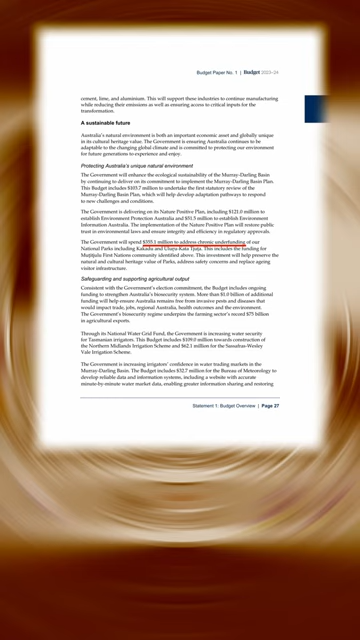 Budget Paper No. 1 | Budget 2023–24
cement, lime, and aluminium. This will support these industries to continue manufacturing
while reducing their emissions as well as ensuring access to critical inputs for the
transformation.
A sustainable future
Australia's natural environment is both an important economic asset and globally unique
in its cultural heritage value. The Government is ensuring Australia continues to be
adaptable to the changing global climate and is committed to protecting our environment
for future generations to experience and enjoy.
Protecting Australia's unique natural environment
The Government will enhance the ecological sustainability of the Murray-Darling Basin
by continuing to deliver on its commitment to implement the Murray-Darling Basin Plan.
This Budget includes $103.7 million to undertake the first statutory review of the
Murray-Darling Basin Plan, which will help develop adaptation pathways to respond
to new challenges and conditions.
The Government is delivering on its Nature Positive Plan, including $121.0 million to
establish Environment Protection Australia and $51.5 million to establish Environment
Information Australia. The implementation of the Nature Positive Plan will restore public
trust in environmental laws and ensure integrity and efficiency in regulatory approvals.
The Government will spend $355.1 million to address chronic underfunding of our
National Parks including Kakadu and Uluṟu-Kata Tjuṯa. This includes the funding for
Muṯitjulu First Nations community identified above. This investment will help preserve the
natural and cultural heritage value of Parks, address safety concerns and replace ageing
visitor infrastructure.
Safeguarding and supporting agricultural output
Consistent with the Government's election commitment, the Budget includes ongoing
funding to strengthen Australia's biosecurity system. More than $1.0 billion of additional
funding will help ensure Australia remains free from invasive pests and diseases that
would impact trade, jobs, regional Australia, health outcomes and the environment.
The Government's biosecurity regime underpins the farming sector's record $75 billion
in agricultural exports.
Through its National Water Grid Fund, the Government is increasing water security
for Tasmanian irrigators. This Budget includes $109.0 million towards construction of
the Northern Midlands Irrigation Scheme and $62.1 million for the Sassafras-Wesley
Vale Irrigation Scheme.
The Government is increasing irrigators' confidence in water trading markets in the
Murray-Darling Basin. The Budget includes $32.7 million for the Bureau of Meteorology to
develop reliable data and information systems, including a website with accurate
minute-by-minute water market data, enabling greater information sharing and restoring
Statement 1: Budget Overview | Page 27